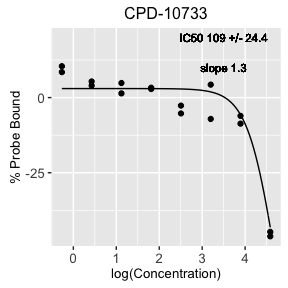 CPD-10733
IC50 109 +/- 24.4
slope 1.3
% Probe Bound
0
-25
0
1
2
3
4
log(Concentration)